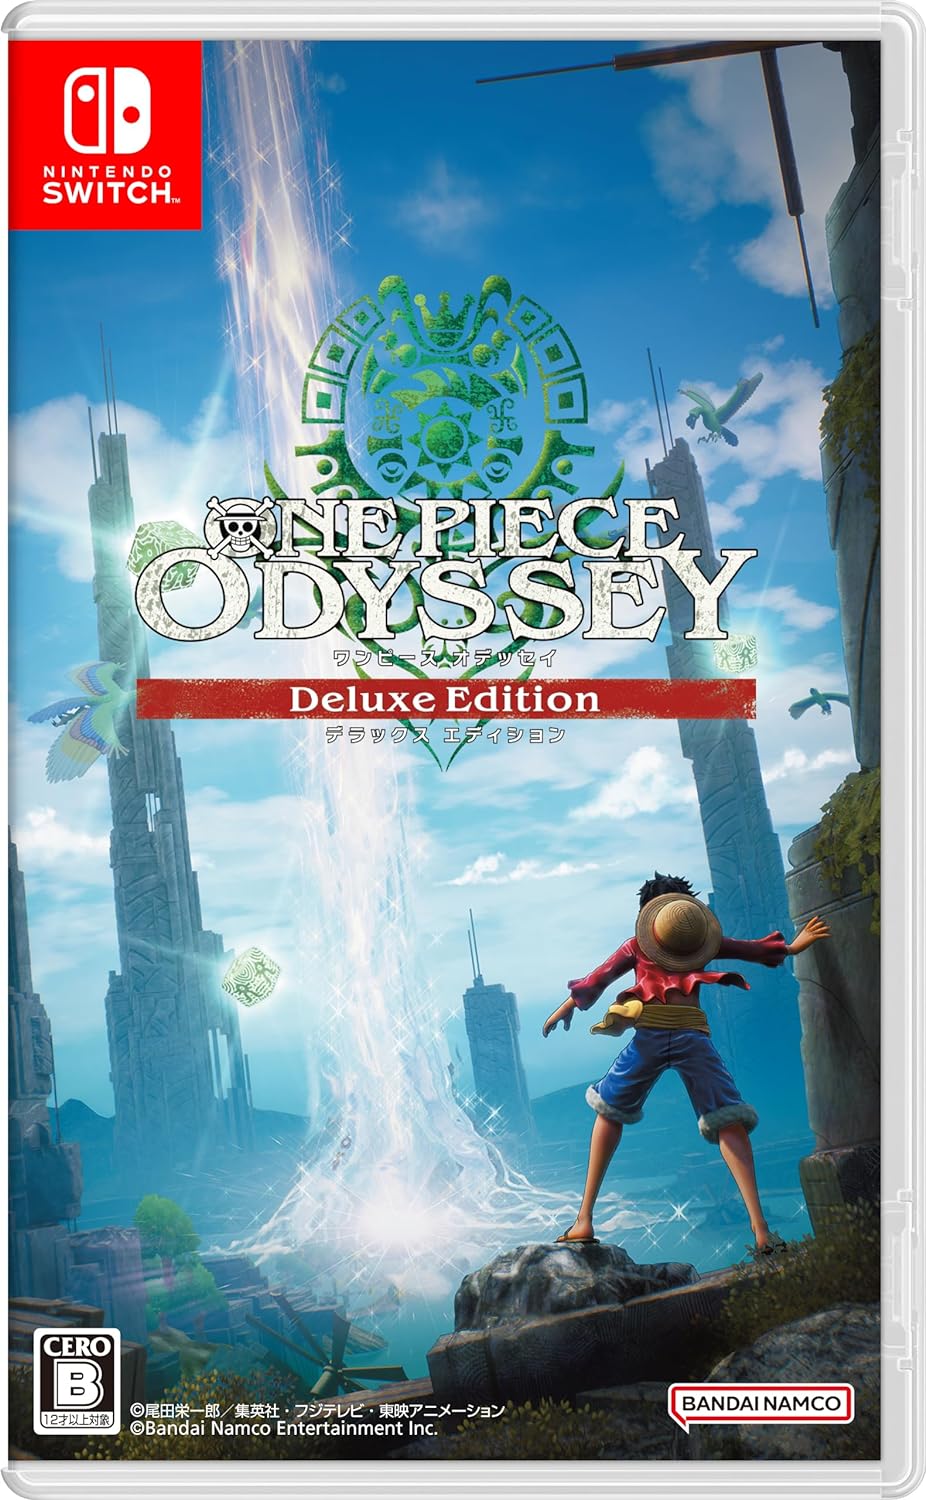 NINTENDO
SWITCH™
ONE PIECE
ODYSSEY
ワンピース オデッセイ
Deluxe Edition
デラックス エディション
CERO
B
12才以上対象
©尾田栄一郎／集英社・フジテレビ・東映アニメーション
©Bandai Namco Entertainment Inc.
BANDAI NAMCO